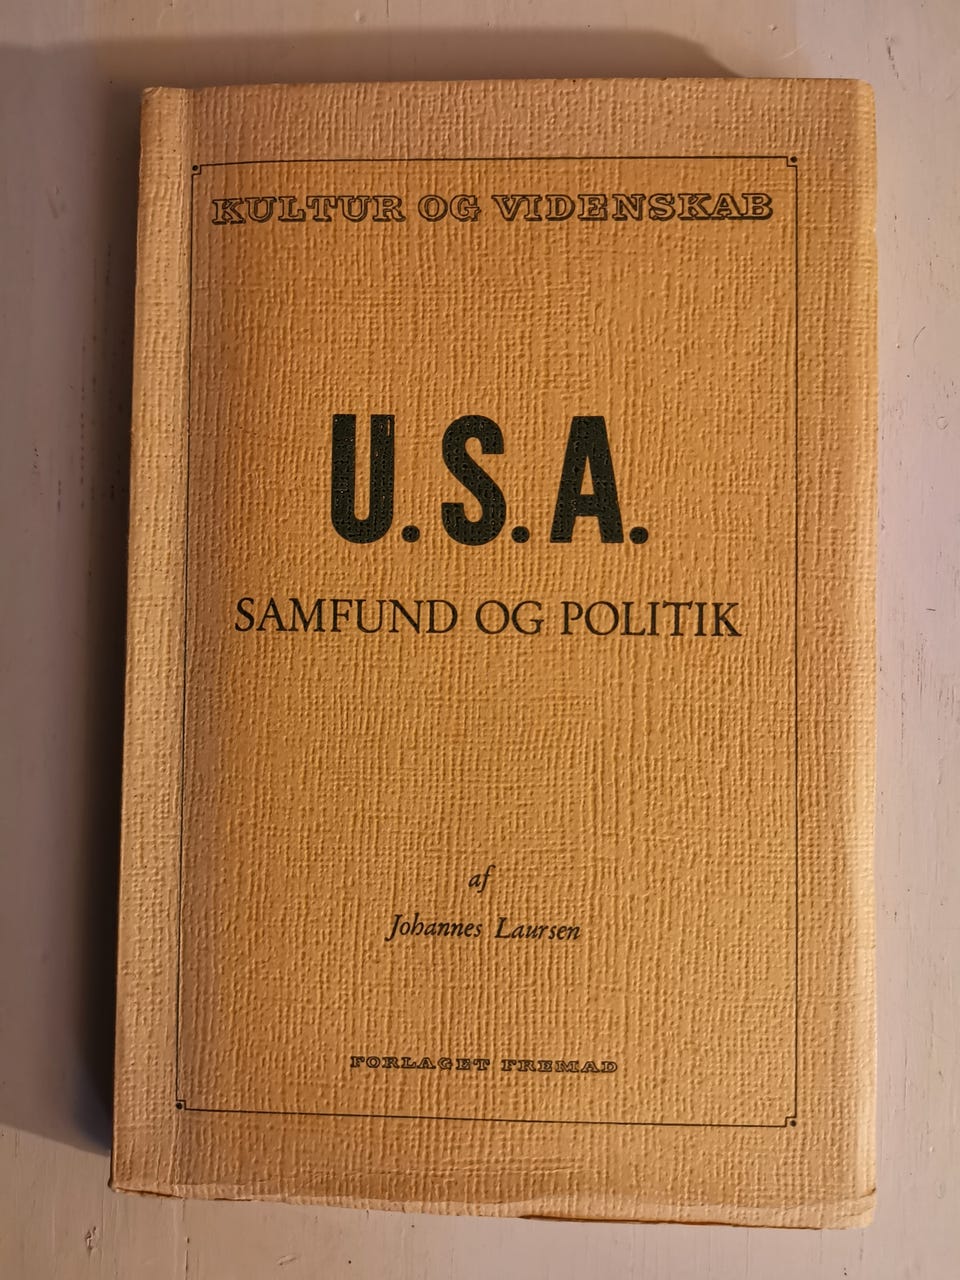 KULTUR OG VIDENSKAB
U.S.A.
SAMFUND OG POLITIK
af
Johannes Laursen
FORLAGET FREMAD